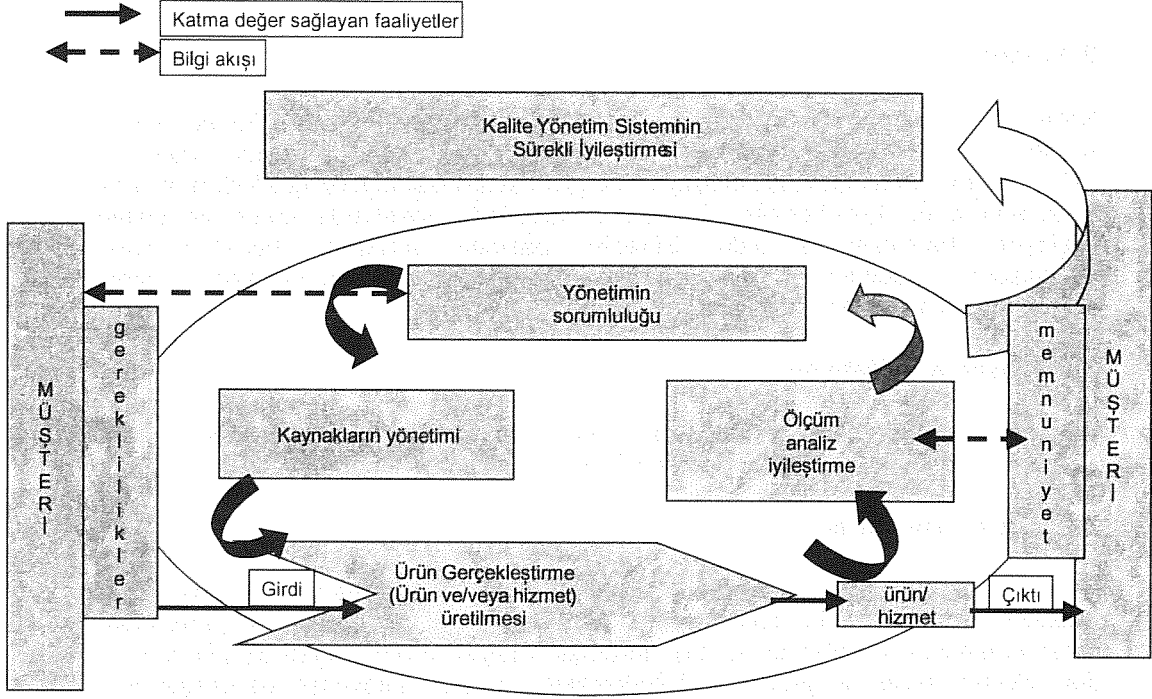 Katma değer sağlayan faaliyetler
Bilgi akışı
Kalite Yönetim Sisteminin
Sürekli İyileştirmesi
MÜŞTERİ
gereklilikler
Yönetimin
sorumluluğu
Kaynakların yönetimi
Ölçüm
analiz
iyileştirme
memnuniyet
MÜŞTERİ
Girdi
Ürün Gerçekleştirme
(Ürün ve/veya hizmet)
üretilmesi
ürün/
hizmet
Çıktı